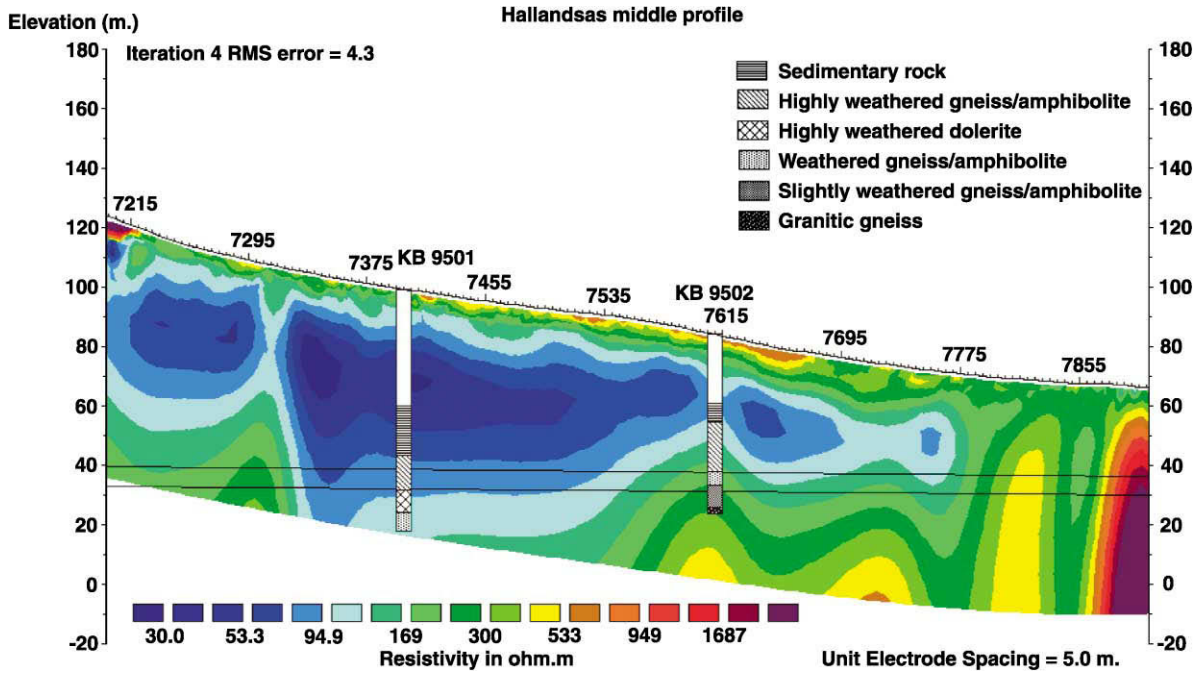 Hallandsas middle profile
Elevation (m.)
Iteration 4 RMS error = 4.3
180
160
140
120
100
80
60
40
20
0
-20
180
160
140
120
100
80
60
40
20
0
-20
Sedimentary rock
Highly weathered gneiss/amphibolite
Highly weathered dolerite
Weathered gneiss/amphibolite
Slightly weathered gneiss/amphibolite
Granitic gneiss
7215
7295
7375
KB 9501
7455
7535
KB 9502
7615
7695
7775
7855
30.0 53.3 94.9 169 300 533 949 1687
Resistivity in ohm.m
Unit Electrode Spacing = 5.0 m.